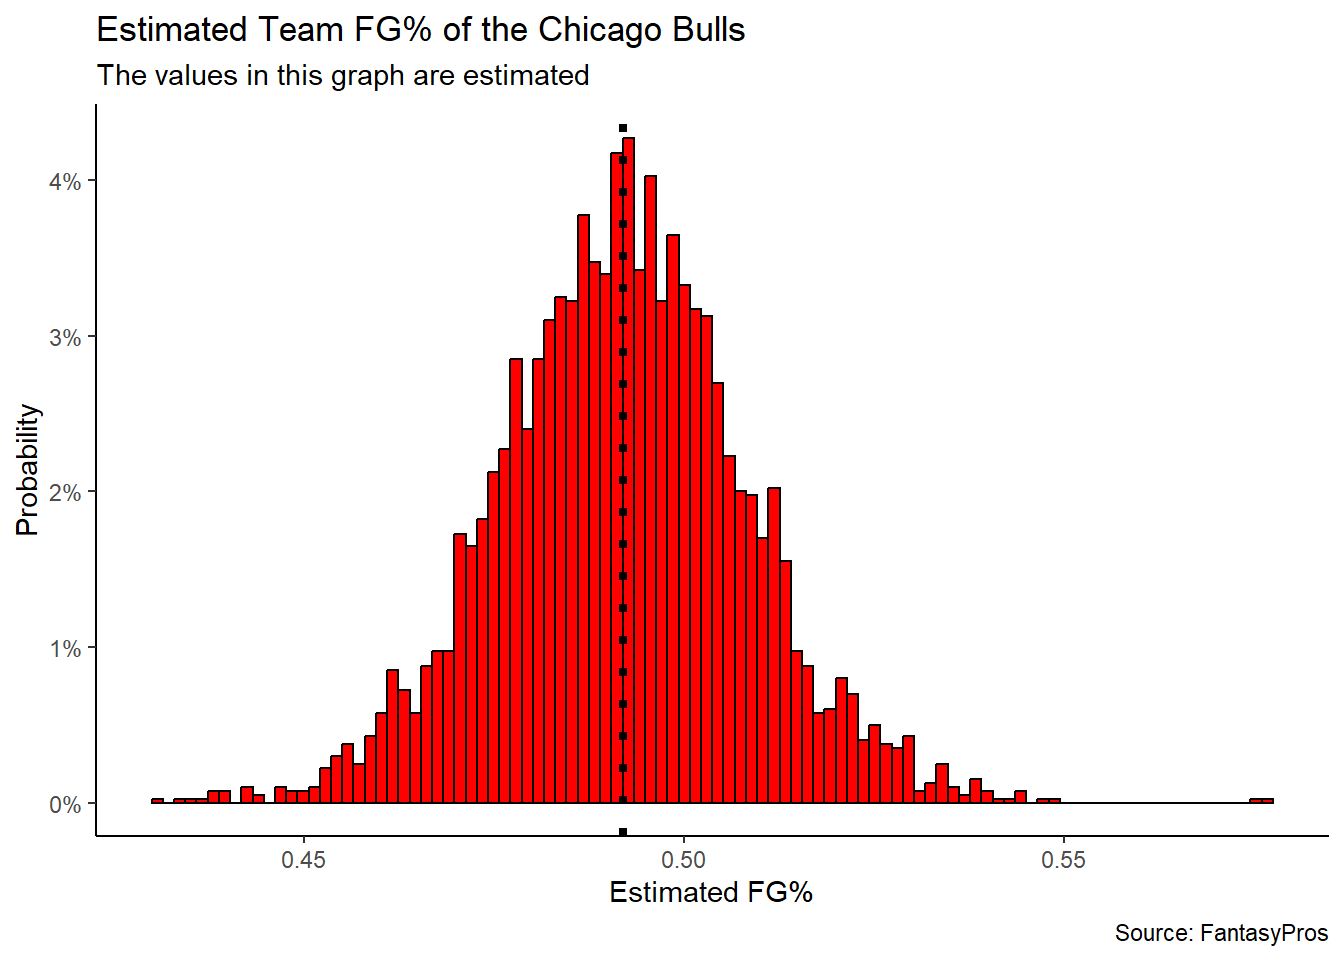 Estimated Team FG% of the Chicago Bulls
The values in this graph are estimated
4%
3%
2%
1%
0%
Probability
0.45
0.50
0.55
Estimated FG%
Source: FantasyPros